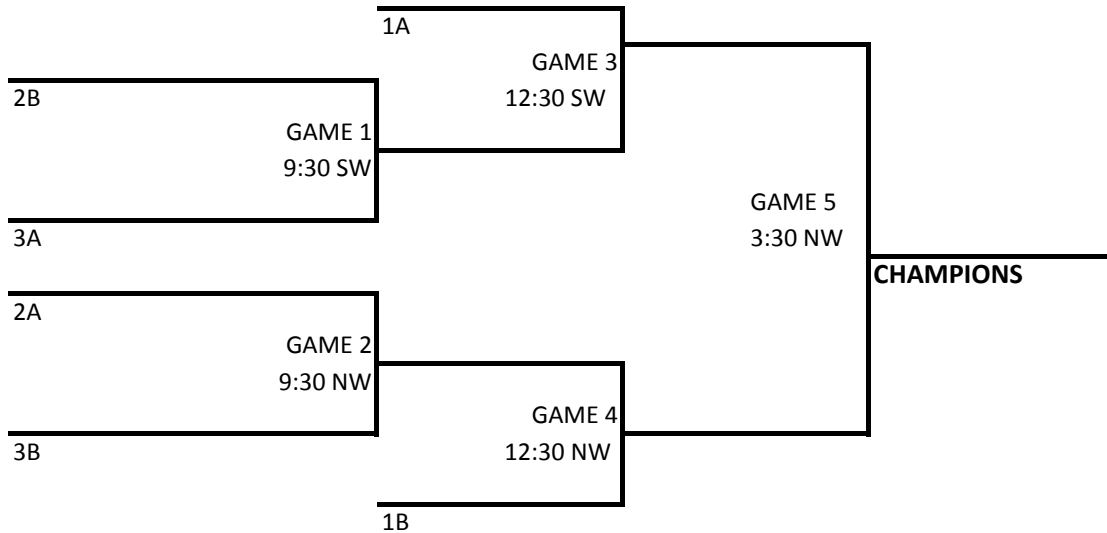 1A
GAME 3
12:30 SW
2B
GAME 1
9:30 SW
3A
GAME 5
3:30 NW
CHAMPIONS
2A
GAME 2
9:30 NW
3B
GAME 4
12:30 NW
1B